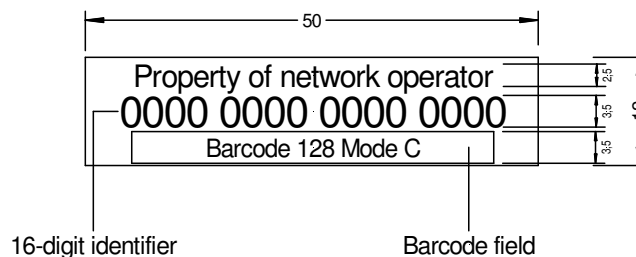 50
Property of network operator
2;5
0000 0000 0000 0000
3;5
Barcode 128 Mode C
3;5
16-digit identifier
Barcode field